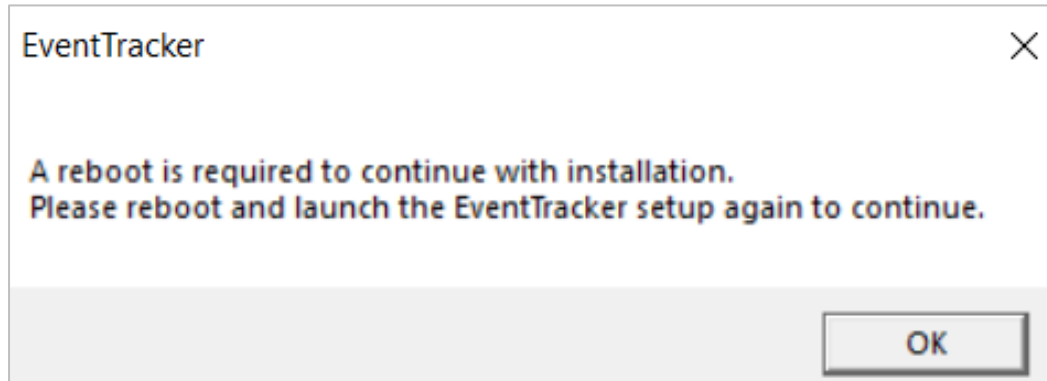 EventTracker
A reboot is required to continue with installation.
Please reboot and launch the EventTracker setup again to continue.
OK